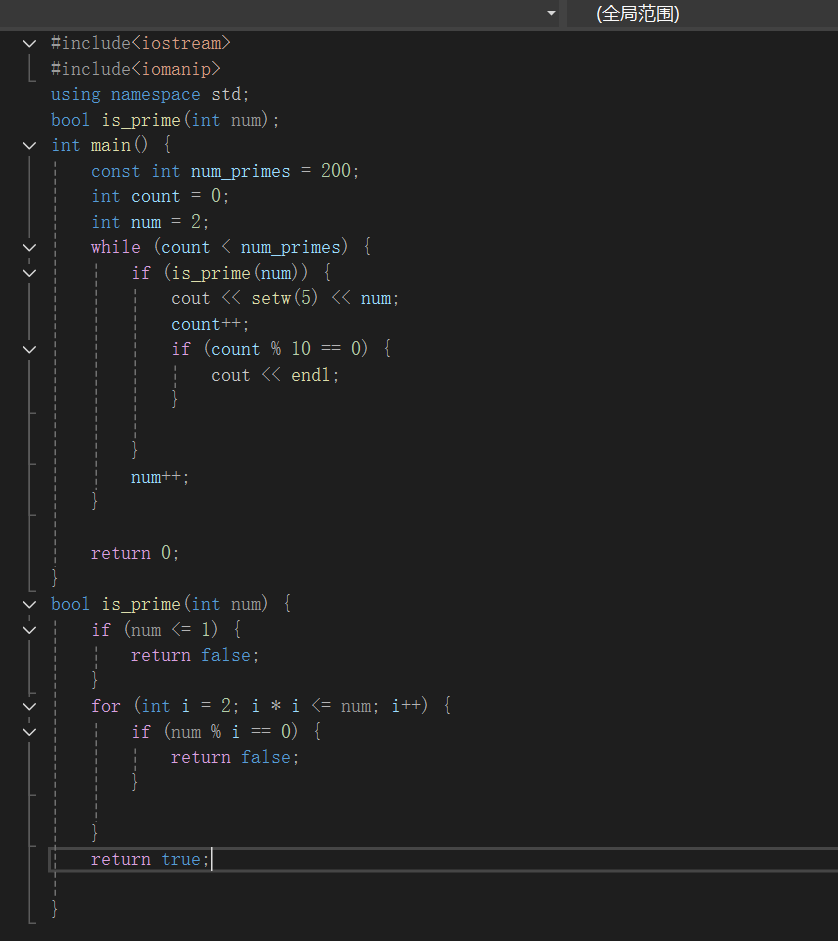 (全局范围)
#include<iostream>
#include<iomanip>
using namespace std;
bool is_prime(int num);
int main() {
    const int num_primes = 200;
    int count = 0;
    int num = 2;
    while (count < num_primes) {
        if (is_prime(num)) {
            cout << setw(5) << num;
            count++;
            if (count % 10 == 0) {
                cout << endl;
            }
        }
        num++;
    }
    return 0;
}
bool is_prime(int num) {
    if (num <= 1) {
        return false;
    }
    for (int i = 2; i * i <= num; i++) {
        if (num % i == 0) {
            return false;
        }
    }
    return true;
}